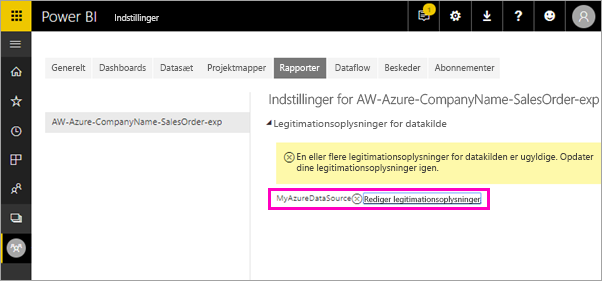 Power BI Indstillinger 1
Generelt Dashboards Datasæt Projektmapper Rapporter Dataflow Beskeder Abonnementer
Indstillinger for AW-Azure-CompanyName-SalesOrder-exp
AW-Azure-CompanyName-SalesOrder-exp
Legitimationsoplysninger for datakilde
En eller flere legitimationsoplysninger for datakilden er ugyldige. Opdater
dine legitimationsoplysninger igen.
MyAzureDataSource Rediger legitimationsoplysninger